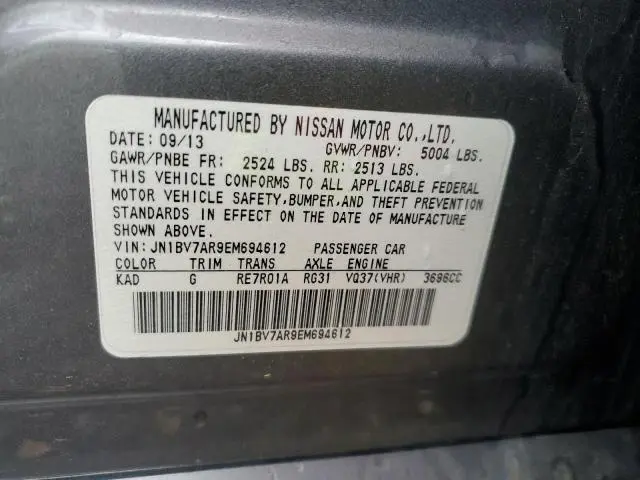 MANUFACTURED BY NISSAN MOTOR CO.,LTD.
DATE: 09/13 GVWR/PNBV: 5004 LBS.
GAWR/PNBE FR: 2524 LBS. RR: 2513 LBS.
THIS VEHICLE CONFORMS TO ALL APPLICABLE FEDERAL
MOTOR VEHICLE SAFETY,BUMPER,AND THEFT PREVENTION
STANDARDS IN EFFECT ON THE DATE OF MANUFACTURE
SHOWN ABOVE.
VIN:JN1BV7AR9EM694612 PASSENGER CAR
COLOR TRIM TRANS AXLE ENGINE
KAD G RE7R01A RG31 VQ37(VHR) 3696CC
JN1BV7AR9EM694612